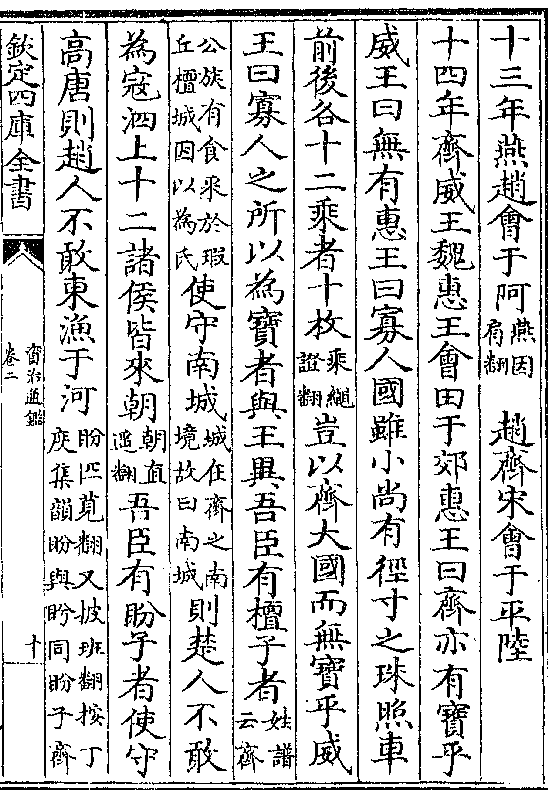 十三年燕趙會于阿燕因肩翻　趙齊宋會于平陸
十四年齊威王魏惠王會田于郊惠王曰齊亦有寶乎
威王曰無有惠王曰寡人國雖小尚有徑寸之珠照車
前後各十二乘者十枚乘繩證翻豈以齊大國而無寶乎威
王曰寡人之所以為寶者與王異吾臣有檀子者姓譜云齊
公族有食采於瑕丘檀城因以為氏使守南城城在齊之南境故曰南城則楚人不敢
為寇泗上十二諸侯皆來朝朝直遥翻吾臣有盼子者使守
高唐則趙人不敢東漁于河盼匹莧翻又披班翻按丁度集韻盼與盻同盼子齊
欽定四庫全書
資治通鑑
卷二
十